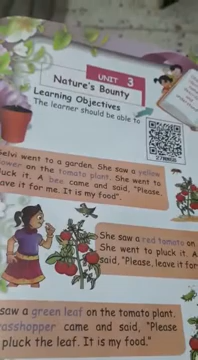 UNIT 3
Nature's Bounty
Learning Objectives
The learner should be able to
27N8G8
Selvi went to a garden. She saw a yellow
flower on the tomato plant. She went to
pluck it. A bee came and said, "Please,
leave it for me. It is my food".
She saw a red tomato on
She went to pluck it. A
said, "Please, leave it for
saw a green leaf on the tomato plant.
grasshopper came and said, "Please
pluck the leaf. It is my food."